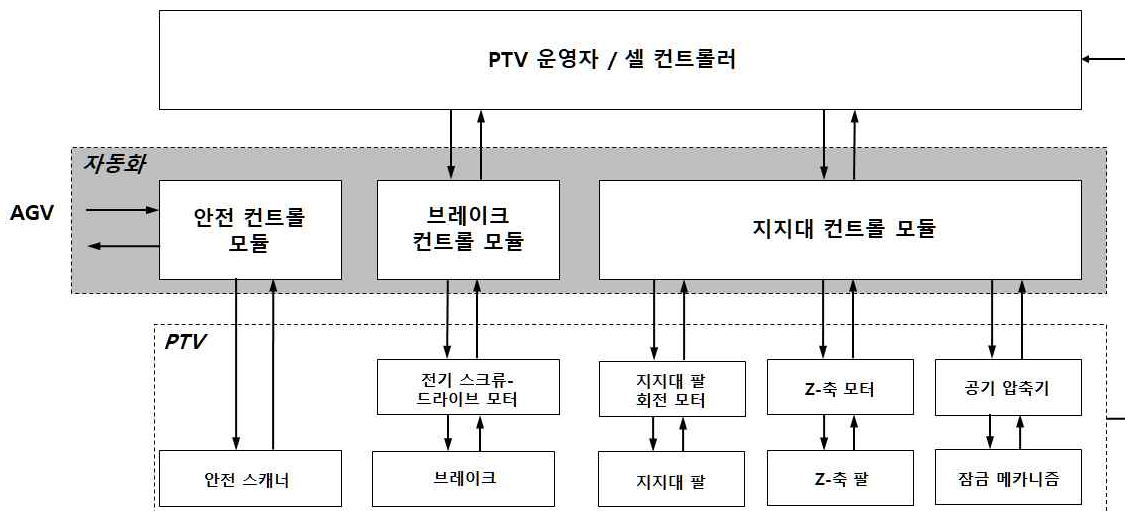 PTV 운영자 / 셀 컨트롤러
자동화
AGV
안전 컨트롤
모듈
브레이크
컨트롤 모듈
지지대 컨트롤 모듈
PTV
전기 스크류-
드라이브 모터
지지대 팔
회전 모터
Z-축 모터
공기 압축기
안전 스캐너
브레이크
지지대 팔
Z-축 팔
잠금 메카니즘